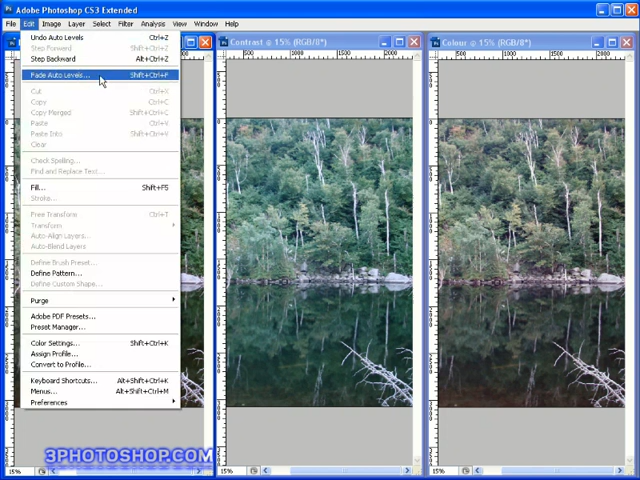 Adobe Photoshop CS3 Extended
File Edit Image Layer Select Filter Analysis View Window Help
Undo Auto Levels Ctrl+Z
Step Forward Shift+Ctrl+Z
Step Backward Alt+Ctrl+Z
Fade Auto Levels... Shift+Ctrl+F
Cut Ctrl+X
Copy Ctrl+C
Copy Merged Shift+Ctrl+C
Paste Ctrl+V
Paste Into Shift+Ctrl+V
Clear
Check Spelling...
Find and Replace Text...
Fill... Shift+F5
Stroke...
Free Transform Ctrl+T
Transform
Auto-Align Layers...
Auto-Blend Layers
Define Brush Preset...
Define Pattern...
Define Custom Shape...
Purge
Adobe PDF Presets...
Preset Manager...
Color Settings... Shift+Ctrl+K
Assign Profile...
Convert to Profile...
Keyboard Shortcuts... Alt+Shift+Ctrl+K
Menus... Alt+Shift+Ctrl+M
Preferences
Contrast @ 15% (RGB/8*)
Colour @ 15% (RGB/8*)
15%
15%
15%
3PHOTOSHOP.COM